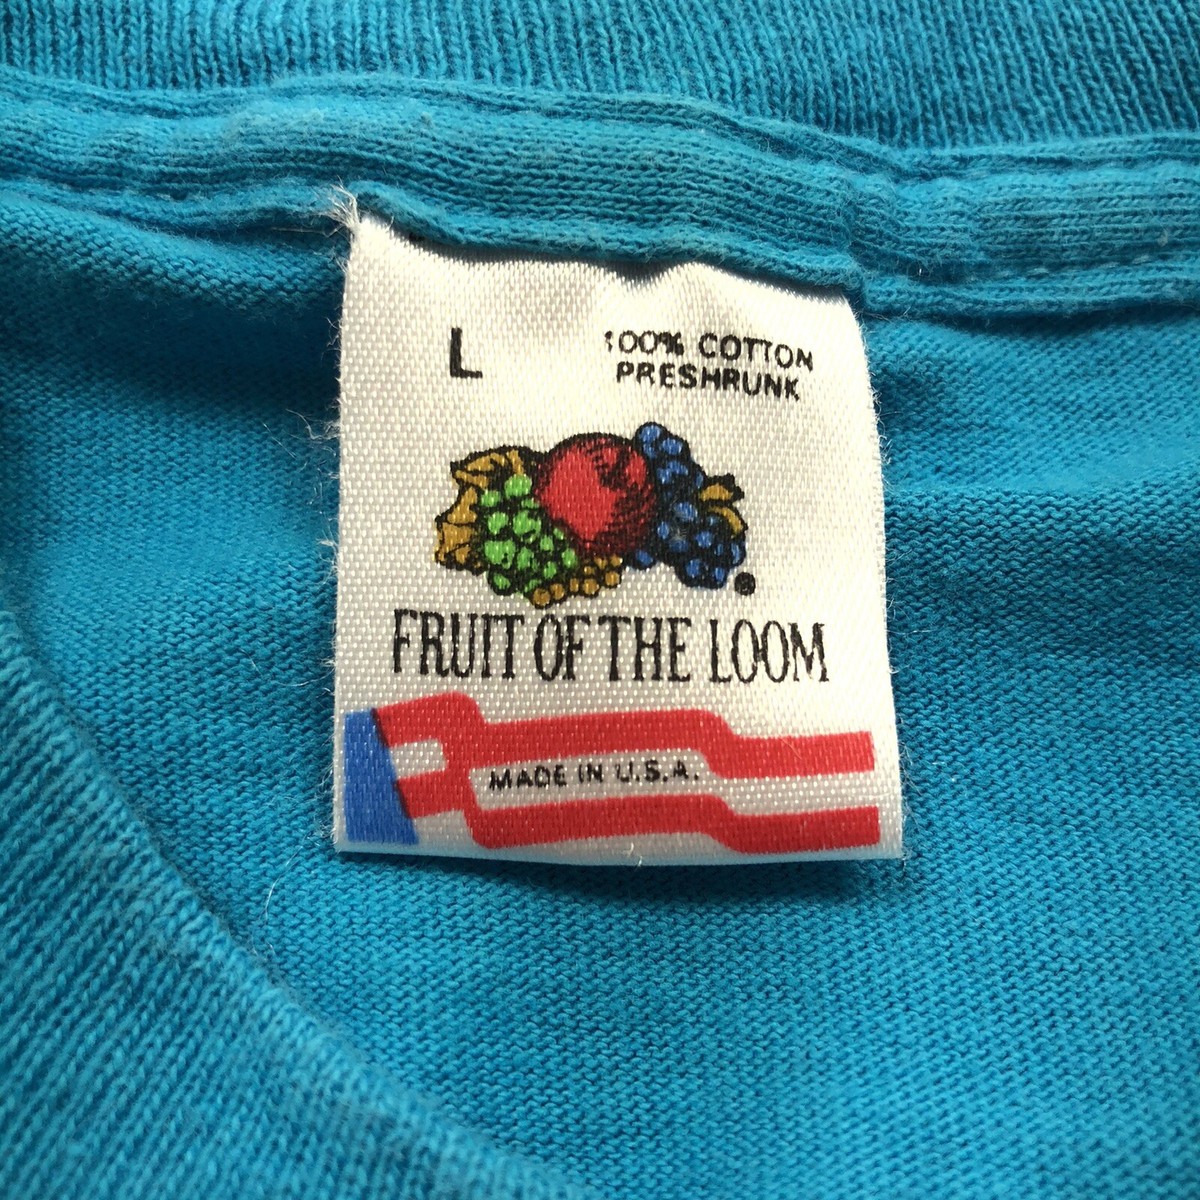 L
100% COTTON
PRESHRUNK
FRUIT OF THE LOOM
MADE IN U.S.A.